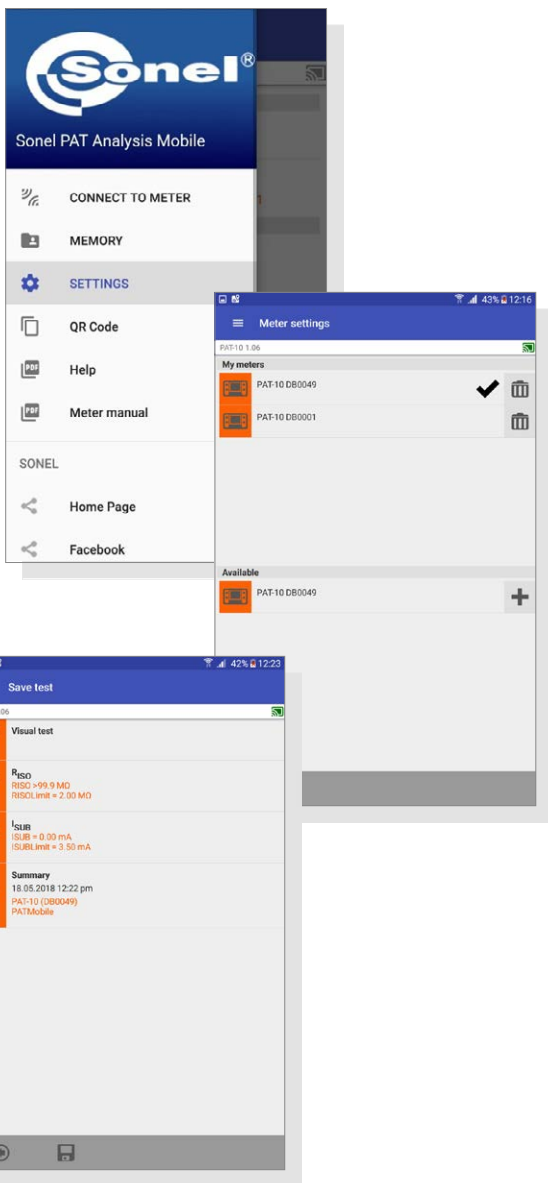 Sonel®
Sonel PAT Analysis Mobile
CONNECT TO METER
MEMORY
SETTINGS
QR Code
PDF Help
PDF Meter manual
SONEL
Home Page
Facebook
43% 12:16
Meter settings
PAT-10 1.06
My meters
PAT-10 DB0049
PAT-10 DB0001
Available
PAT-10 DB0049
42% 12:23
Save test
06
Visual test
RISO
RISO >99.9 MΩ
RISOLimit = 2.00 MΩ
ISUB
ISUB = 0.00 mA
ISUBLimit = 3.50 mA
Summary
18.05.2018 12:22 pm
PAT-10 (DB0049)
PATMobile